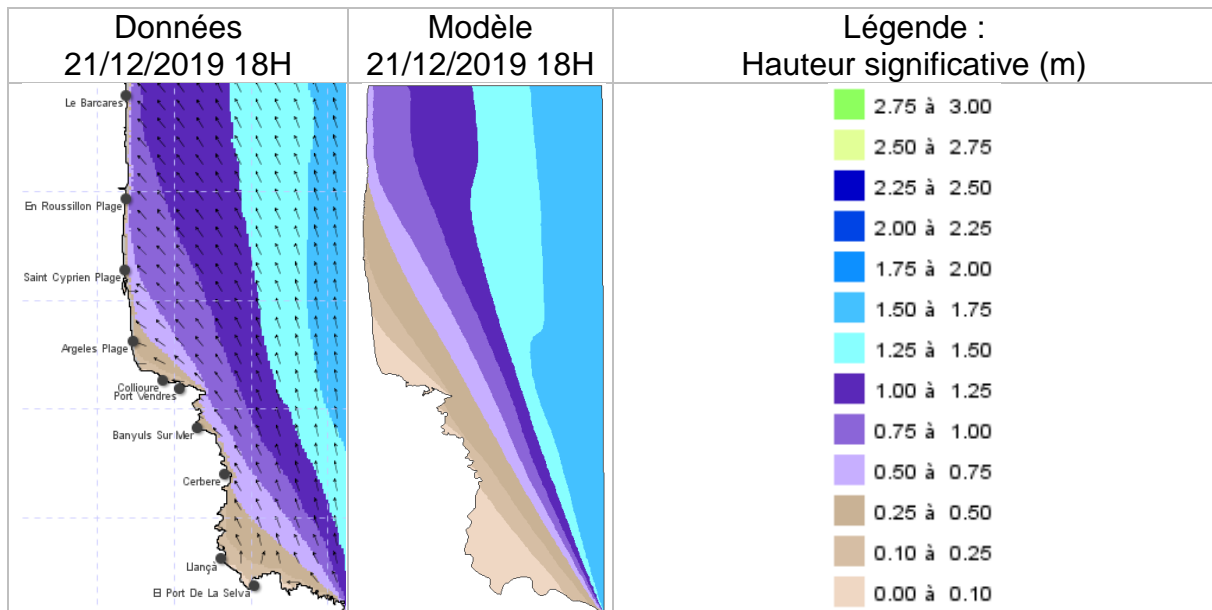 Données
21/12/2019 18H
Modèle
21/12/2019 18H
Légende :
Hauteur significative (m)
Le Barcares
En Roussillon Plage
Saint Cyprien Plage
Argeles Plage
Collioure
Port Vendres
Banyuls Sur Mer
Cerbere
Llançà
El Port De La Selva
2.75 à 3.00
2.50 à 2.75
2.25 à 2.50
2.00 à 2.25
1.75 à 2.00
1.50 à 1.75
1.25 à 1.50
1.00 à 1.25
0.75 à 1.00
0.50 à 0.75
0.25 à 0.50
0.10 à 0.25
0.00 à 0.10